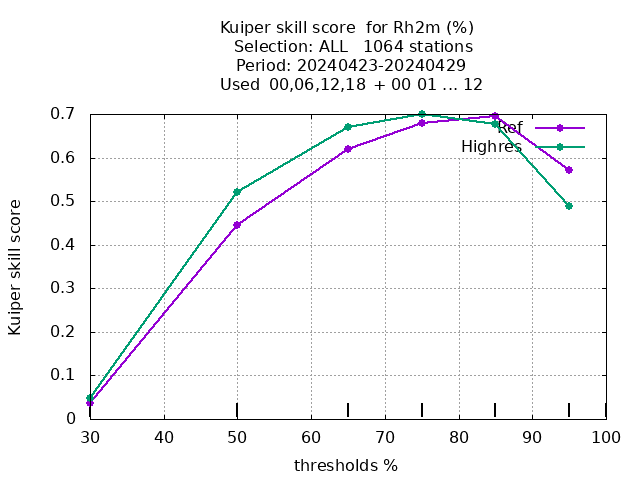 Kuiper skill score for Rh2m (%)
Selection: ALL 1064 stations
Period: 20240423-20240429
Used 00,06,12,18 + 00 01 ... 12
Kuiper skill score
0.7
0.6
0.5
0.4
0.3
0.2
0.1
0
Ref
Highres
30 40 50 60 70 80 90 100
thresholds %